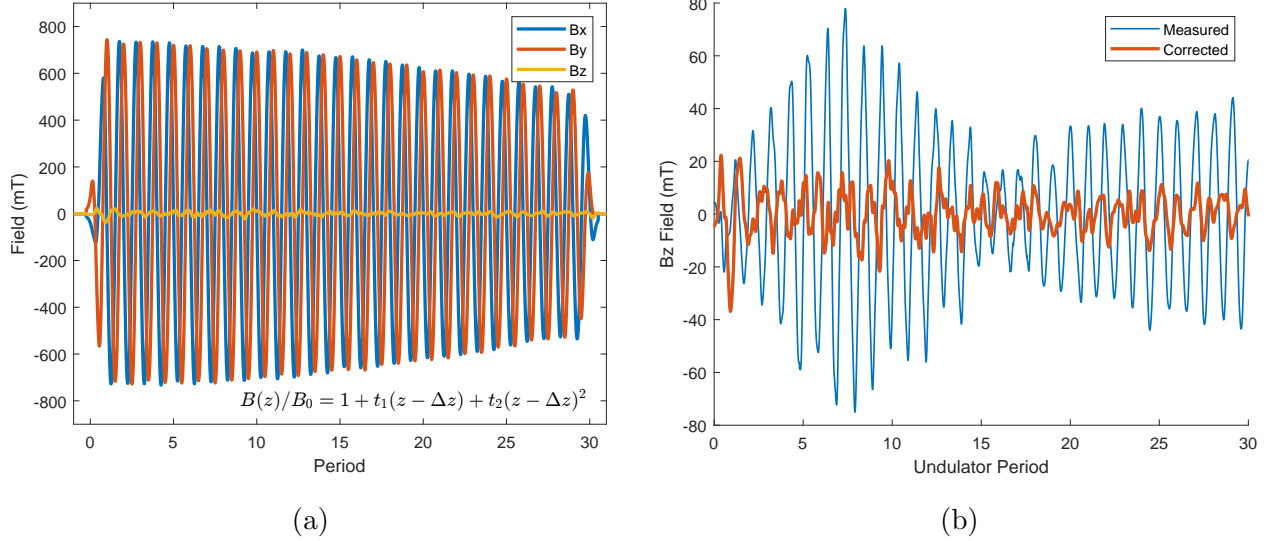 800
600
400
200
0
-200
-400
-600
-800
Field (mT)
Bx
By
Bz
B(z)/B₀ = 1 + t₁(z − Δz) + t₂(z − Δz)²
0 5 10 15 20 25 30
Period
(a)
80
60
40
20
0
-20
-40
-60
-80
Bz Field (mT)
Measured
Corrected
0 5 10 15 20 25 30
Undulator Period
(b)